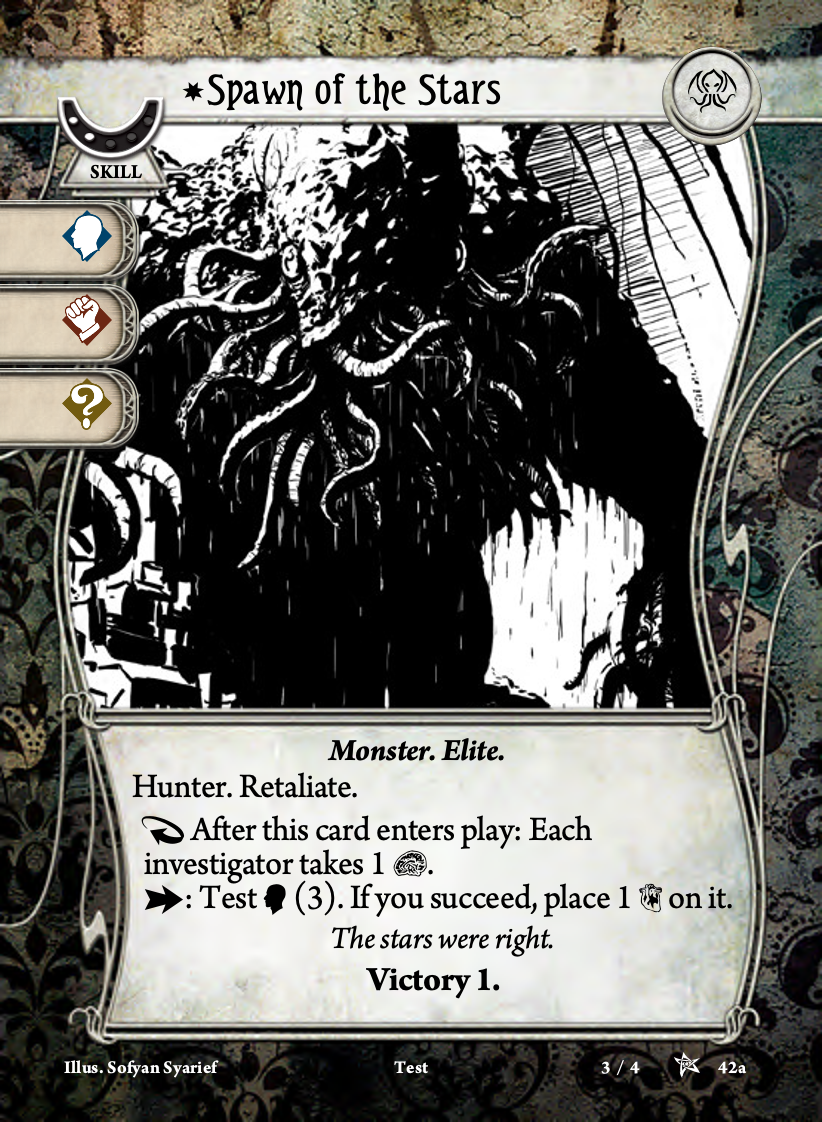 *Spawn of the Stars
SKILL
?
Monster. Elite.
Hunter. Retaliate.
After this card enters play: Each
investigator takes 1 .
: Test (3). If you succeed, place 1 on it.
The stars were right.
Victory 1.
Illus. Sofyan Syarief
Test
3 / 4
42a